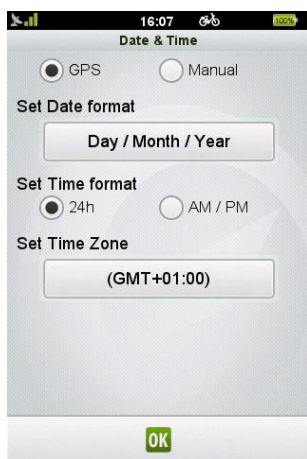 16:07 100%
Date & Time
GPS Manual
Set Date format
Day / Month / Year
Set Time format
24h AM / PM
Set Time Zone
(GMT+01:00)
OK